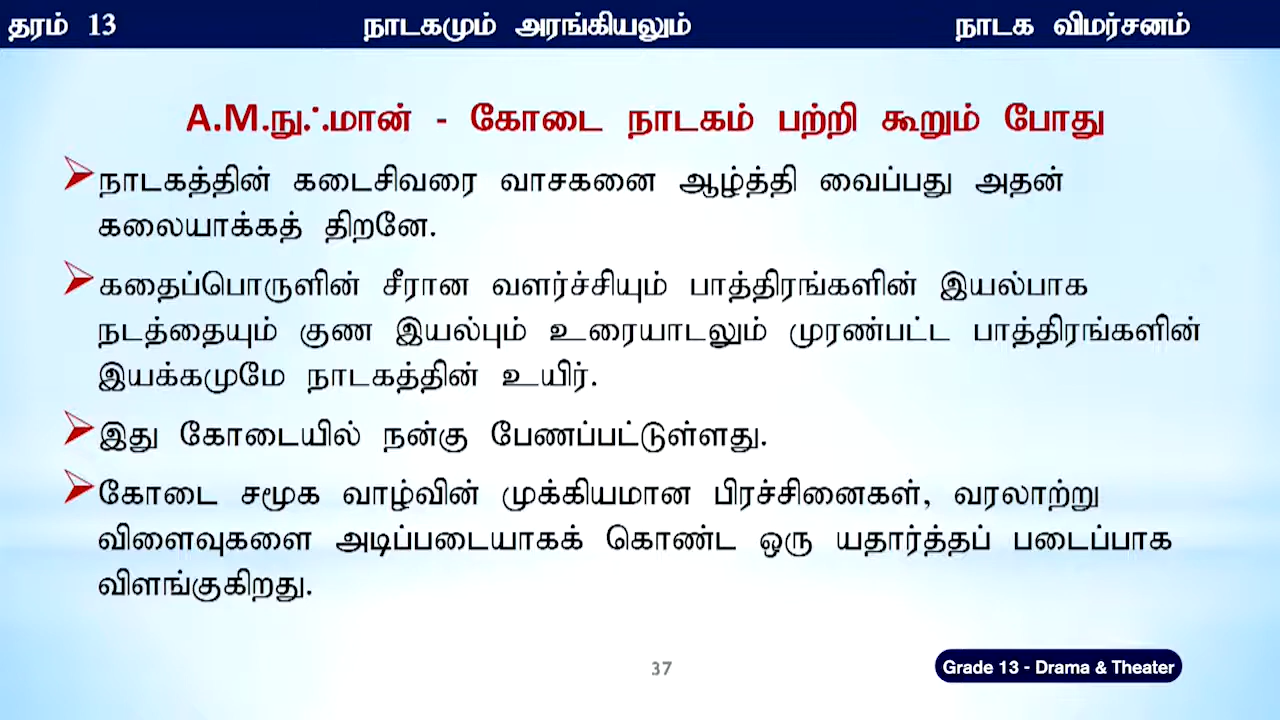 தரம் 13
நாடகமும் அரங்கியலும்
நாடக விமர்சனம்
A.M.நுஃமான் - கோடை நாடகம் பற்றி கூறும் போது
நாடகத்தின் கடைசிவரை வாசகனை ஆழ்த்தி வைப்பது அதன்
கலையாக்கத் திறனே.
கதைப்பொருளின் சீரான வளர்ச்சியும் பாத்திரங்களின் இயல்பாக
நடத்தையும் குண இயல்பும் உரையாடலும் முரண்பட்ட பாத்திரங்களின்
இயக்கமுமே நாடகத்தின் உயிர்.
இது கோடையில் நன்கு பேணப்பட்டுள்ளது.
கோடை சமூக வாழ்வின் முக்கியமான பிரச்சினைகள், வரலாற்று
விளைவுகளை அடிப்படையாகக் கொண்ட ஒரு யதார்த்தப் படைப்பாக
விளங்குகிறது.
37
Grade 13 - Drama & Theater